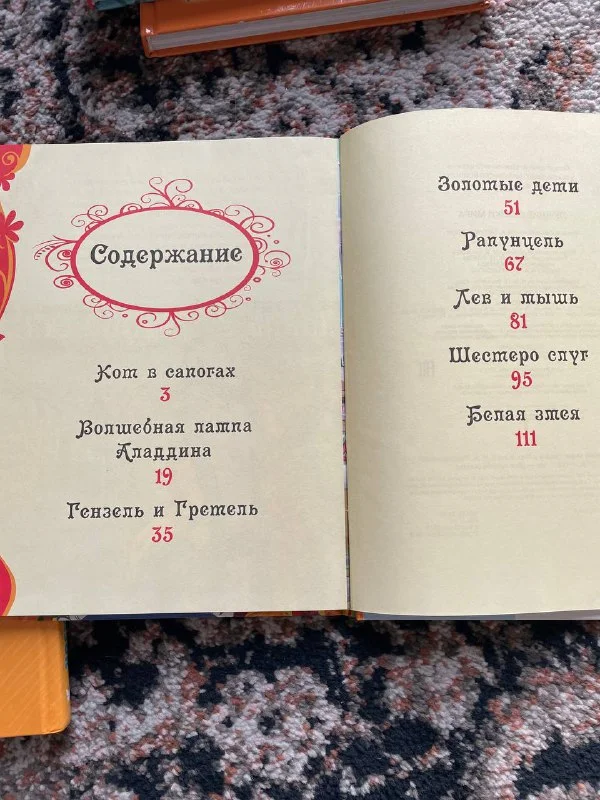 Содержание
Кот в сапогах
3
Волшебная лампа
Аладдина
19
Гензель и Гретель
35
Золотые дети
51
Рапунцель
67
Лев и мышь
81
Шестеро слуг
95
Белая змея
111